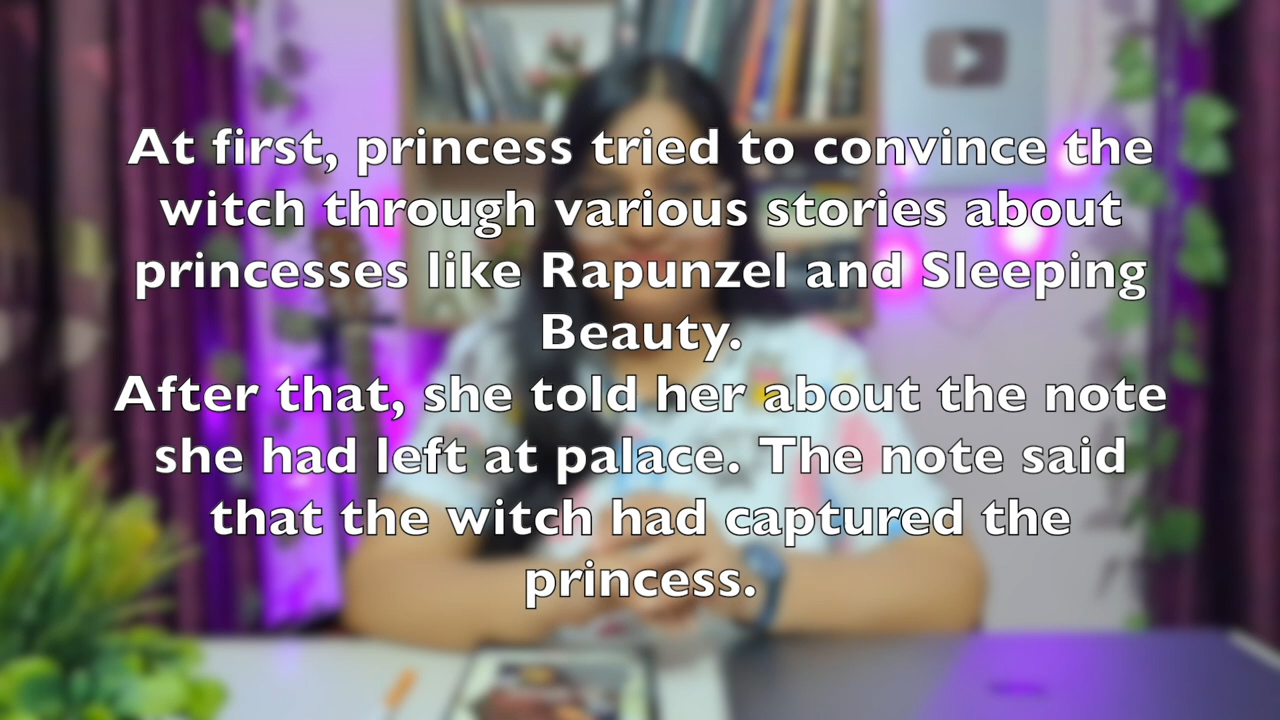 At first, princess tried to convince the
witch through various stories about
princesses like Rapunzel and Sleeping
Beauty.
After that, she told her about the note
she had left at palace. The note said
that the witch had captured the
princess.